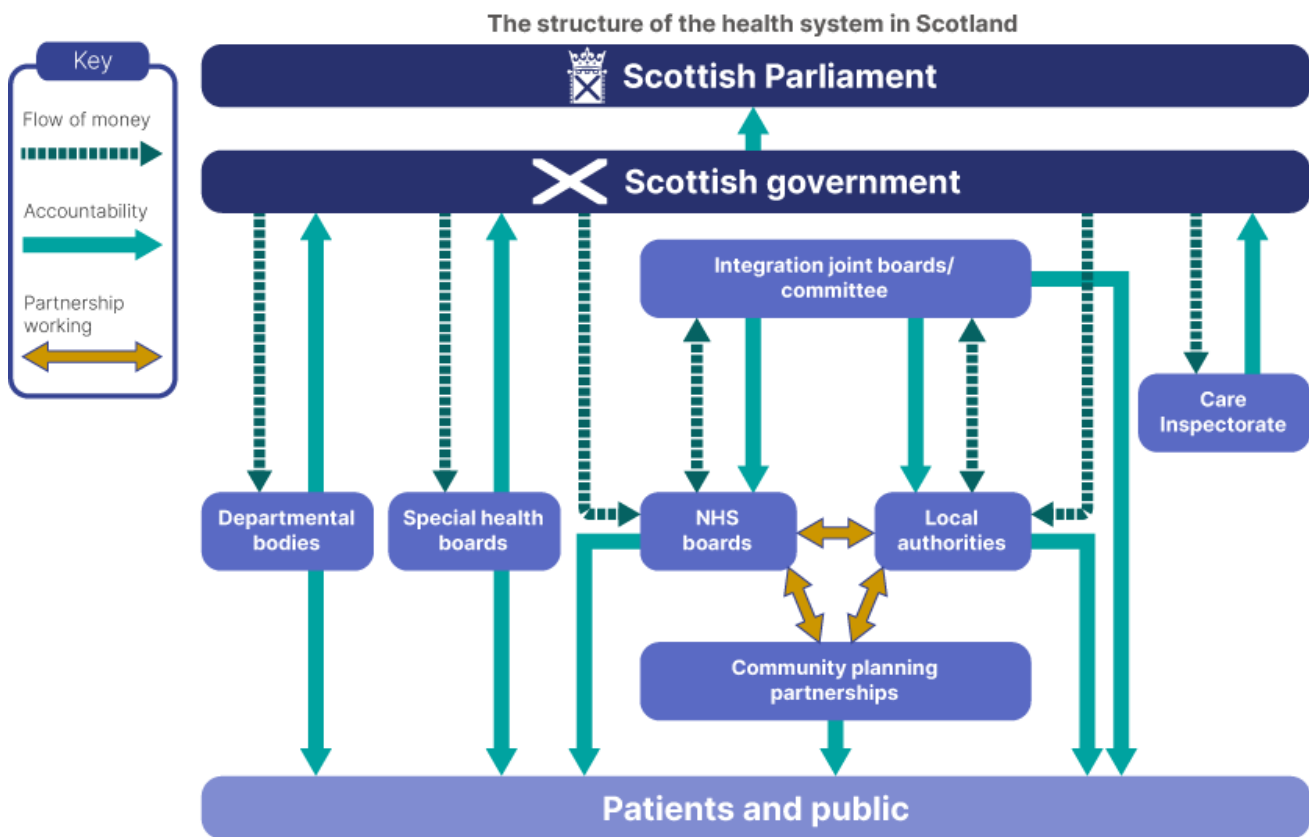 The structure of the health system in Scotland
Key
Flow of money
Accountability
Partnership
working
Scottish Parliament
Scottish government
Integration joint boards/
committee
Care
Inspectorate
Departmental
bodies
Special health
boards
NHS
boards
Local
authorities
Community planning
partnerships
Patients and public